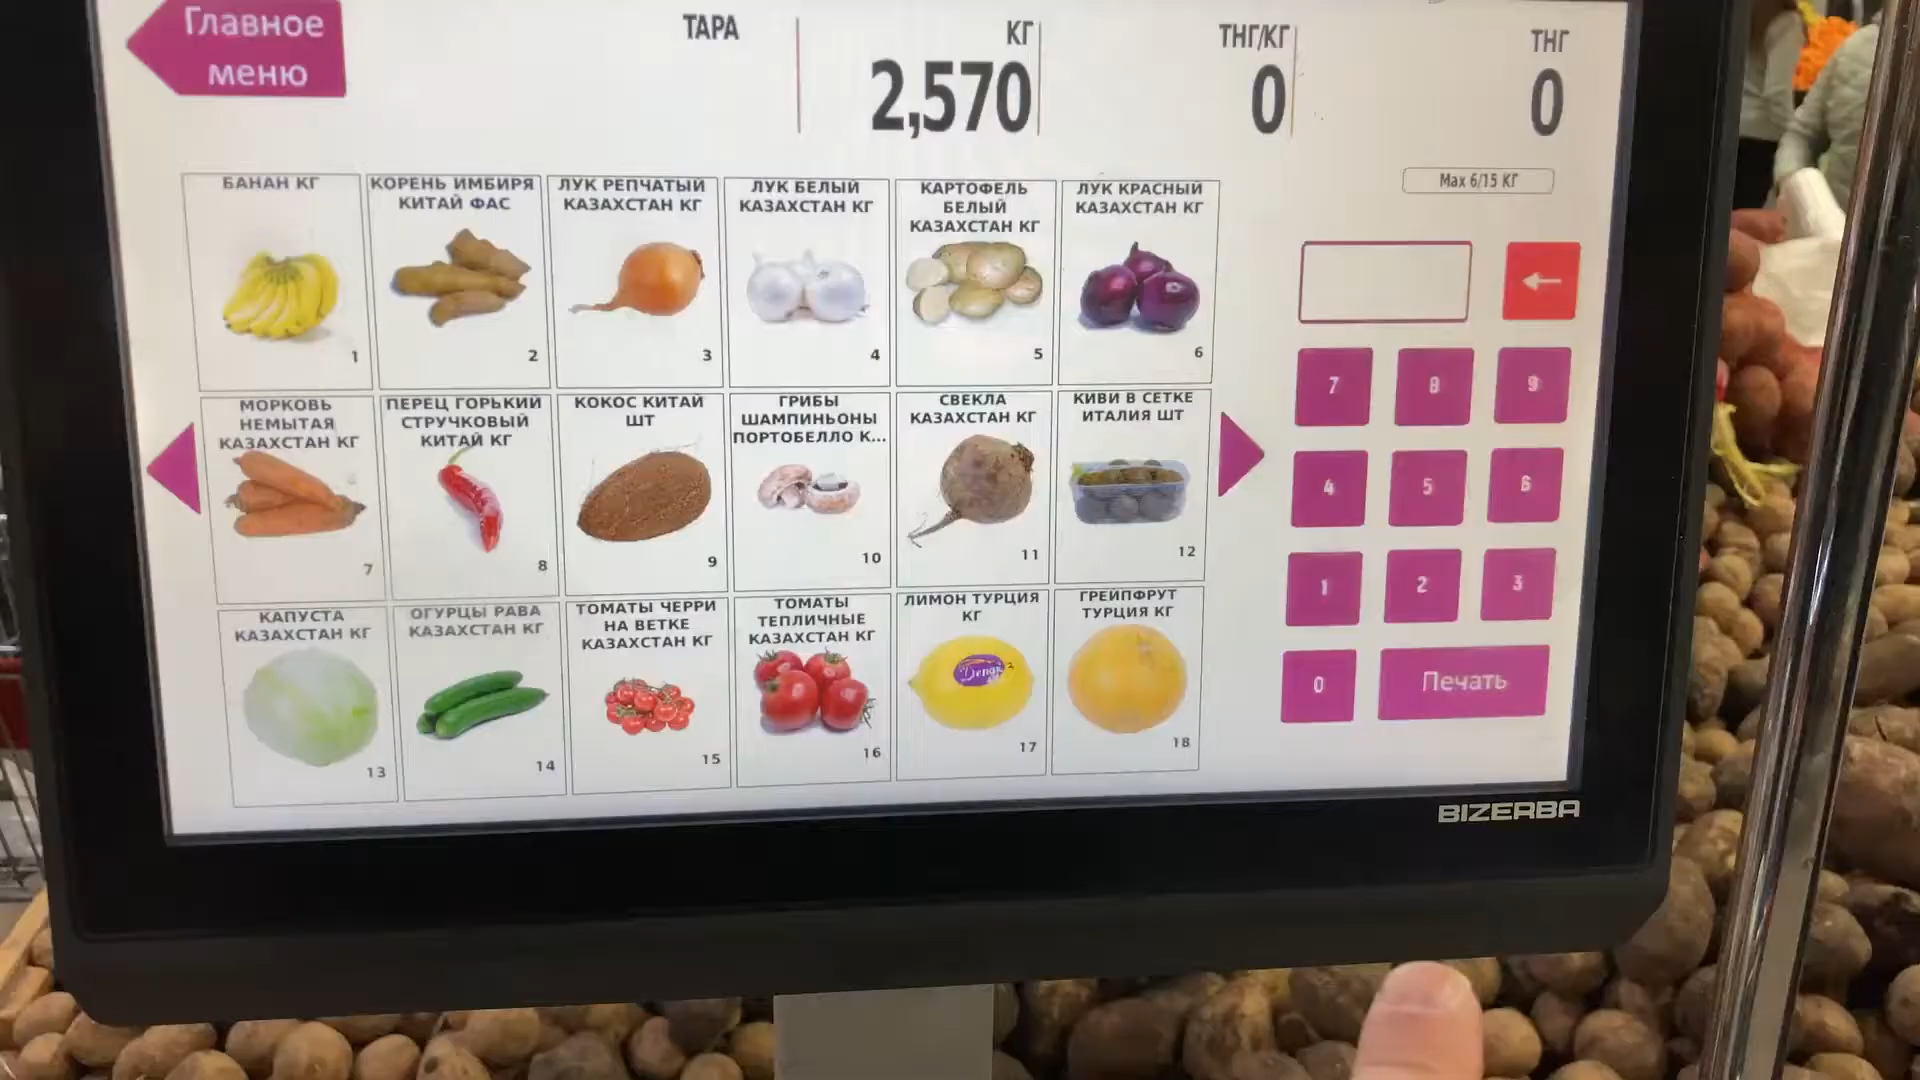 Главное
меню
ТАРА
КГ
2,570
ТНГ/КГ
0
ТНГ
0
Max 6/15 КГ
БАНАН КГ
1
КОРЕНЬ ИМБИРЯ
КИТАЙ ФАС
2
ЛУК РЕПЧАТЫЙ
КАЗАХСТАН КГ
3
ЛУК БЕЛЫЙ
КАЗАХСТАН КГ
4
КАРТОФЕЛЬ
БЕЛЫЙ
КАЗАХСТАН КГ
5
ЛУК КРАСНЫЙ
КАЗАХСТАН КГ
6
МОРКОВЬ
НЕМЫТАЯ
КАЗАХСТАН КГ
7
ПЕРЕЦ ГОРЬКИЙ
СТРУЧКОВЫЙ
КИТАЙ КГ
8
КОКОС КИТАЙ
ШТ
9
ГРИБЫ
ШАМПИНЬОНЫ
ПОРТОБЕЛЛО К...
10
СВЕКЛА
КАЗАХСТАН КГ
11
КИВИ В СЕТКЕ
ИТАЛИЯ ШТ
12
КАПУСТА
КАЗАХСТАН КГ
13
ОГУРЦЫ РАВА
КАЗАХСТАН КГ
14
ТОМАТЫ ЧЕРРИ
НА ВЕТКЕ
КАЗАХСТАН КГ
15
ТОМАТЫ
ТЕПЛИЧНЫЕ
КАЗАХСТАН КГ
16
ЛИМОН ТУРЦИЯ
КГ
17
ГРЕЙПФРУТ
ТУРЦИЯ КГ
18
7 8 9
4 5 6
1 2 3
0 Печать
BIZERBA